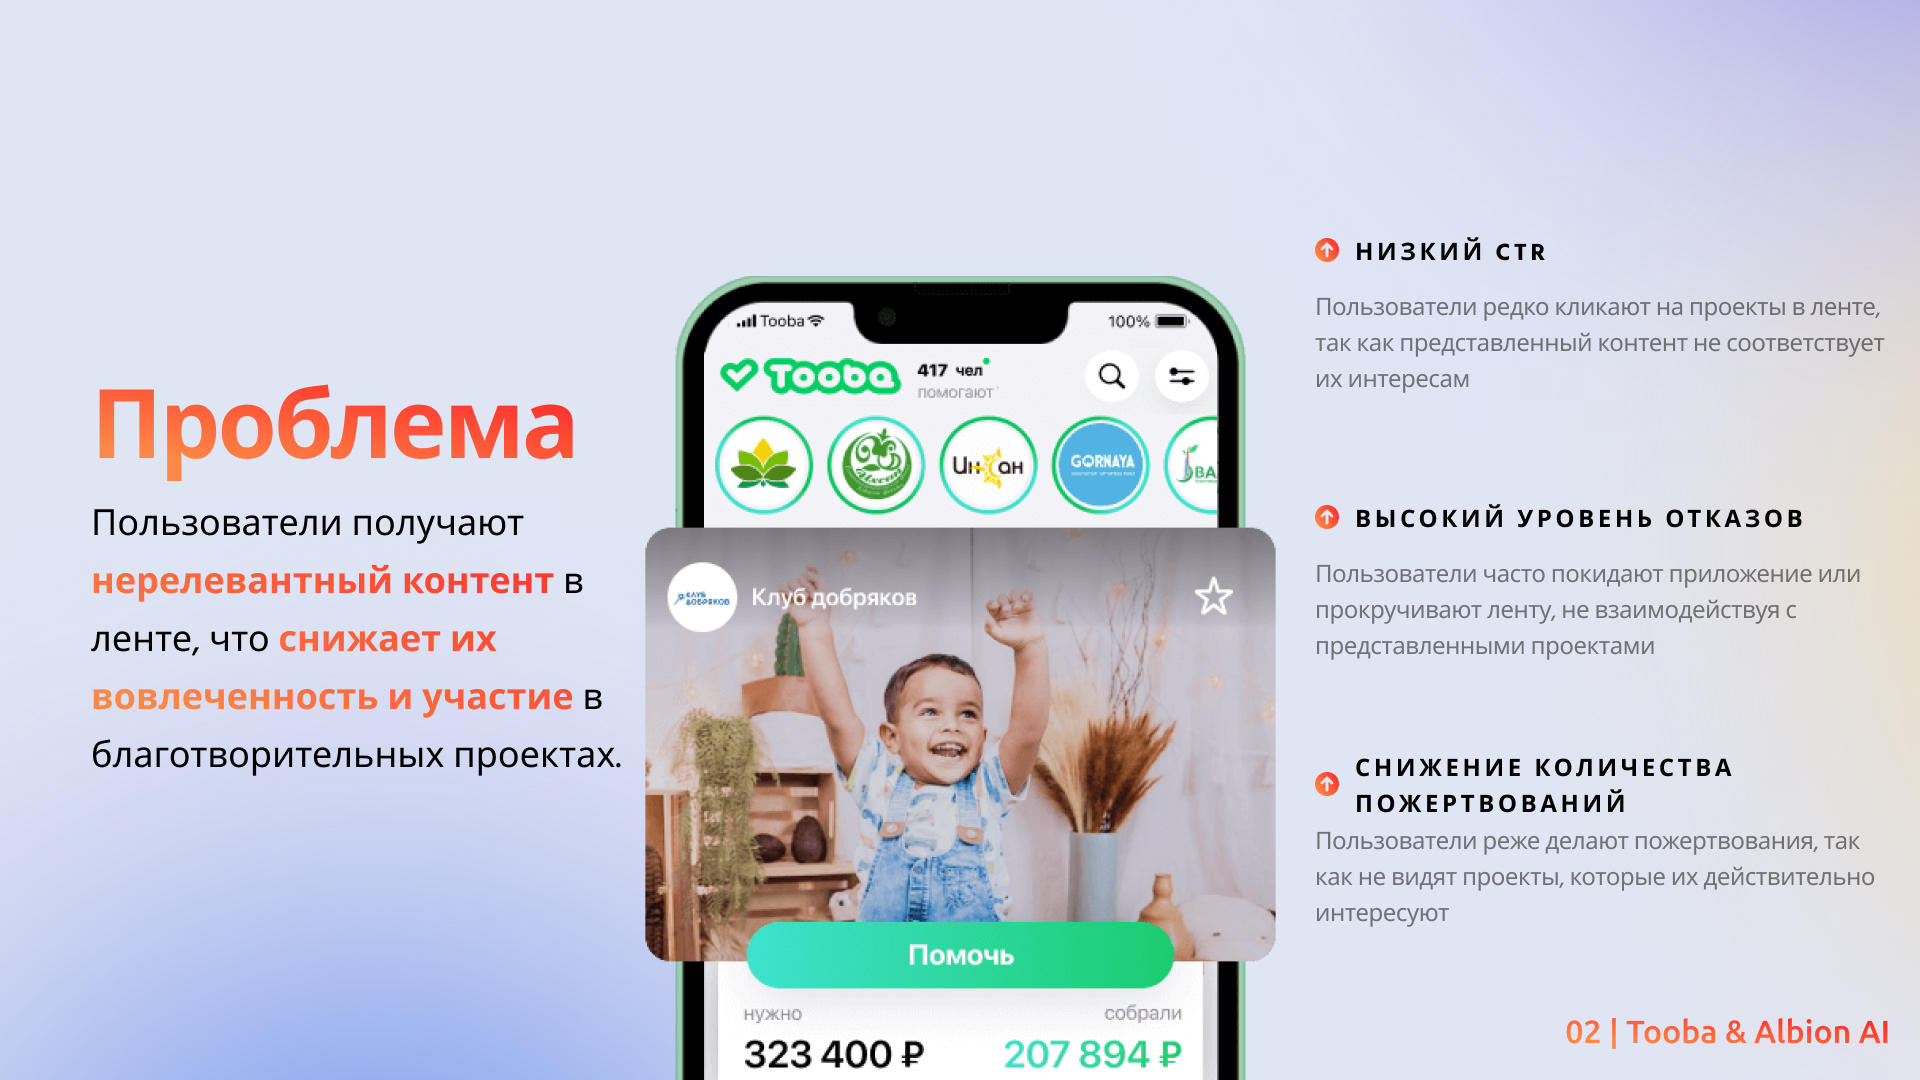 Проблема
Пользователи получают
нерелевантный контент в
ленте, что снижает их
вовлеченность и участие в
благотворительных проектах.
Tooba
100%
Tooba
417 чел
помогают
Ин-сан
GORNAYA
ВА
КЛУБ
ДОБРЯКОВ
Клуб добряков
Помочь
нужно
собрали
323 400 ₽
207 894 ₽
НИЗКИЙ CTR
Пользователи редко кликают на проекты в ленте,
так как представленный контент не соответствует
их интересам
ВЫСОКИЙ УРОВЕНЬ ОТКАЗОВ
Пользователи часто покидают приложение или
прокручивают ленту, не взаимодействуя с
представленными проектами
СНИЖЕНИЕ КОЛИЧЕСТВА
ПОЖЕРТВОВАНИЙ
Пользователи реже делают пожертвования, так
как не видят проекты, которые их действительно
интересуют
02 | Tooba & Albion AI